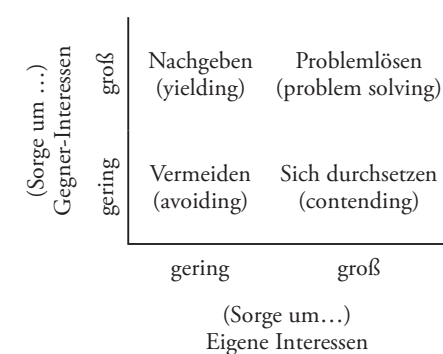 (Sorge um …)
Gegner-Interessen
groß
gering
Nachgeben
(yielding)
Problemlösen
(problem solving)
Vermeiden
(avoiding)
Sich durchsetzen
(contending)
gering
groß
(Sorge um…)
Eigene Interessen